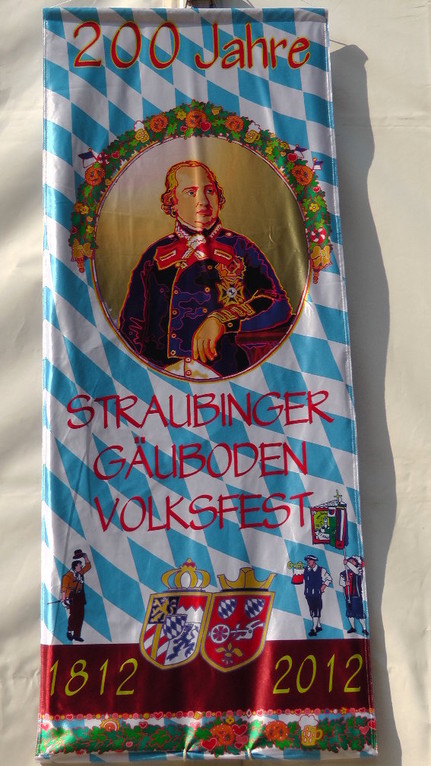 200 Jahre
STRAUBINGER
GÄUBODEN
VOLKSFEST
1812 2012